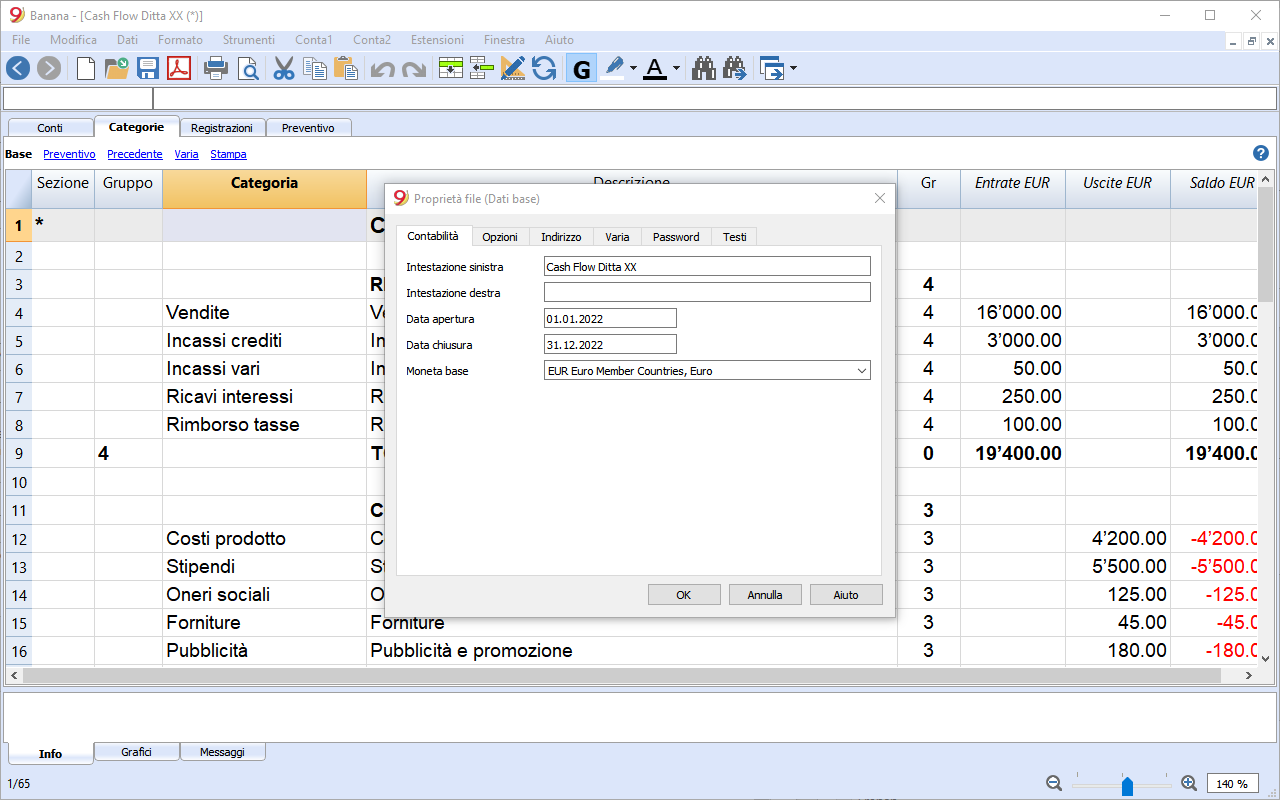 Banana - [Cash Flow Ditta XX (*)]
File Modifica Dati Formato Strumenti Conta1 Conta2 Estensioni Finestra Aiuto
G A
Conti Categorie Registrazioni Preventivo
Base Preventivo Precedente Varia Stampa
Sezione Gruppo Categoria Descrizione Gr Entrate EUR Uscite EUR Saldo EUR
1 * C
2
3 4
4 Vendite 4 16’000.00 16’000.0
5 Incassi crediti 4 3’000.00 3’000.0
6 Incassi vari 4 50.00 50.0
7 Ricavi interessi 4 250.00 250.0
8 Rimborso tasse 4 100.00 100.0
9 4 0 19’400.00 19’400.0
10
11 C 3
12 Costi prodotto C 3 4’200.00 -4’200.0
13 Stipendi 3 5’500.00 -5’500.0
14 Oneri sociali 3 125.00 -125.0
15 Forniture Forniture 3 45.00 -45.0
16 Pubblicità Pubblicità e promozione 3 180.00 -180.0
Proprietà file (Dati base)
Contabilità Opzioni Indirizzo Varia Password Testi
Intestazione sinistra Cash Flow Ditta XX
Intestazione destra
Data apertura 01.01.2022
Data chiusura 31.12.2022
Moneta base EUR Euro Member Countries, Euro
OK Annulla Aiuto
Info Grafici Messaggi
1/65 140 %